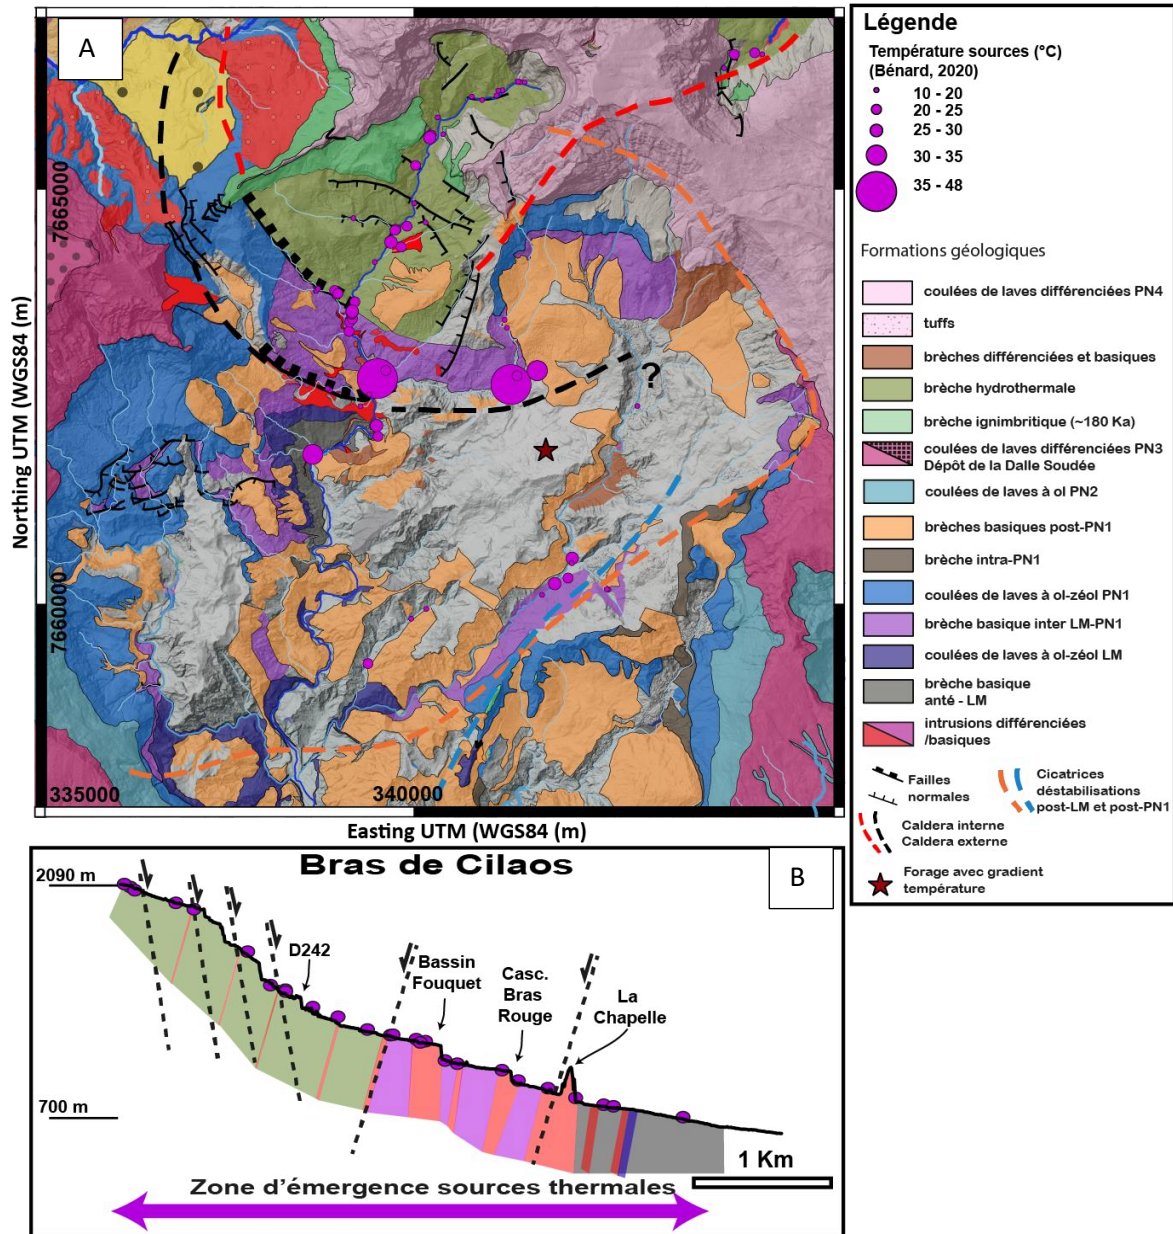 A
7665000
7660000
Northing UTM (WGS84 (m)
?
335000
340000
Easting UTM (WGS84 (m)
Légende
Température sources (°C)
(Bénard, 2020)
10 - 20
20 - 25
25 - 30
30 - 35
35 - 48
Formations géologiques
coulées de laves différenciées PN4
tuffs
brèches différenciées et basiques
brèche hydrothermale
brèche ignimbritique (~180 Ka)
coulées de laves différenciées PN3
Dépôt de la Dalle Soudée
coulées de laves à ol PN2
brèches basiques post-PN1
brèche intra-PN1
coulées de laves à ol-zéol PN1
brèche basique inter LM-PN1
coulées de laves à ol-zéol LM
brèche basique
anté - LM
intrusions différenciées
/basiques
Failles
normales
Cicatrices
déstabilisations
post-LM et post-PN1
Caldera interne
Caldera externe
Forage avec gradient
température
Bras de Cilaos
B
2090 m
D242
Bassin
Fouquet
Casc.
Bras
Rouge
La
Chapelle
700 m
1 Km
Zone d'émergence sources thermales